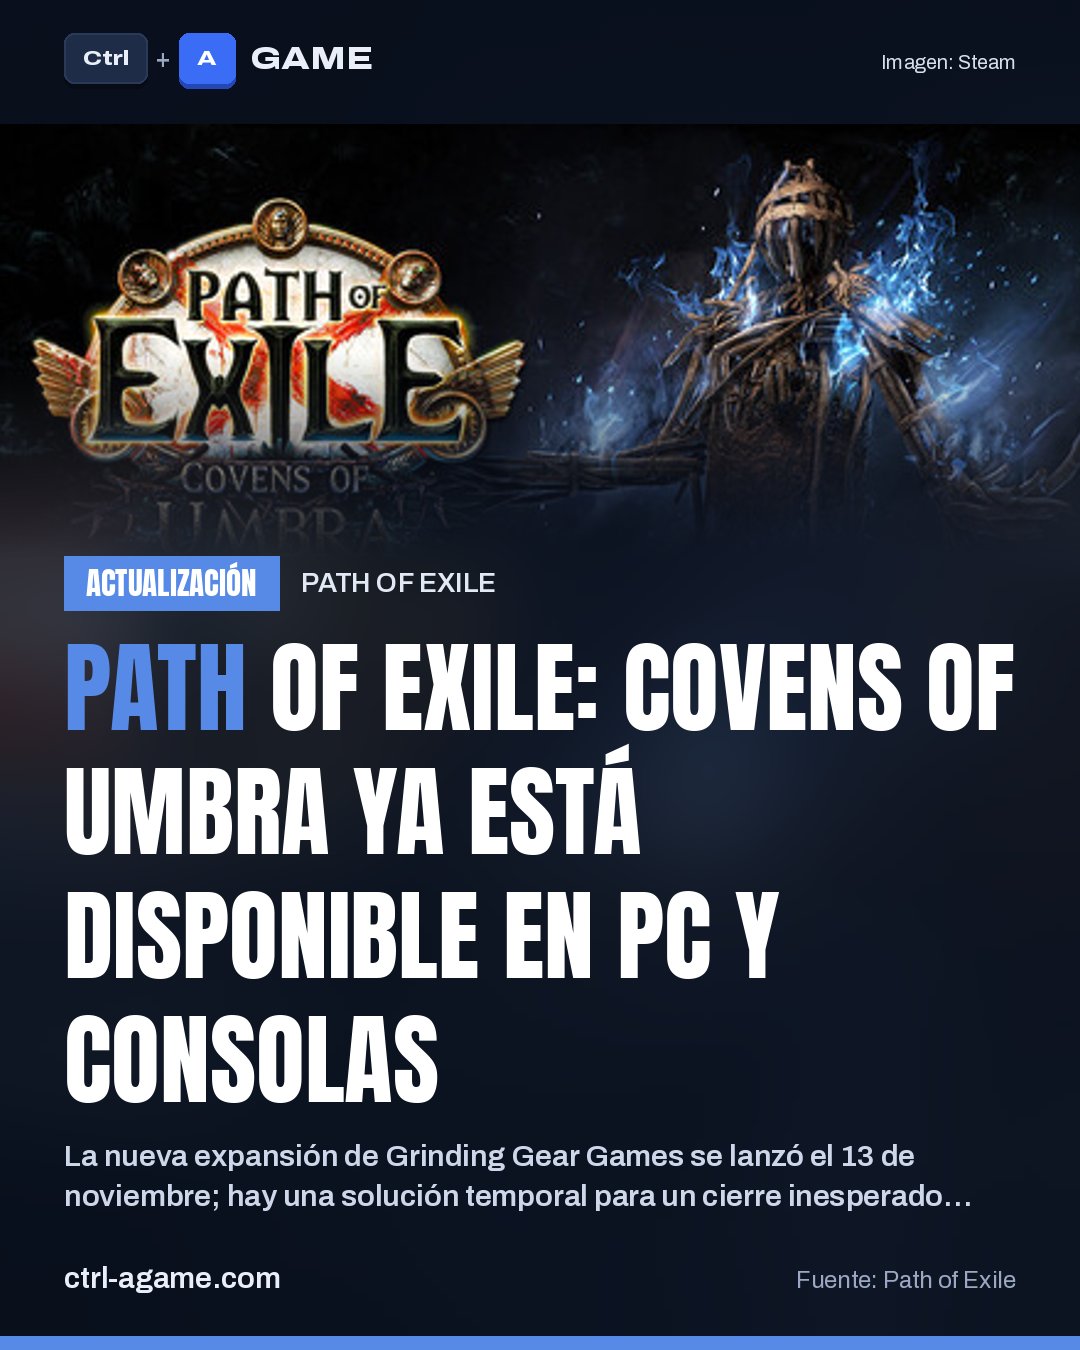 Ctrl + A GAME
Imagen: Steam
PATH OF
EXILE
COVENS OF
UMBRA
ACTUALIZACIÓN PATH OF EXILE
PATH OF EXILE: COVENS OF
UMBRA YA ESTÁ
DISPONIBLE EN PC Y
CONSOLAS
La nueva expansión de Grinding Gear Games se lanzó el 13 de
noviembre; hay una solución temporal para un cierre inesperado...
ctrl-agame.com
Fuente: Path of Exile